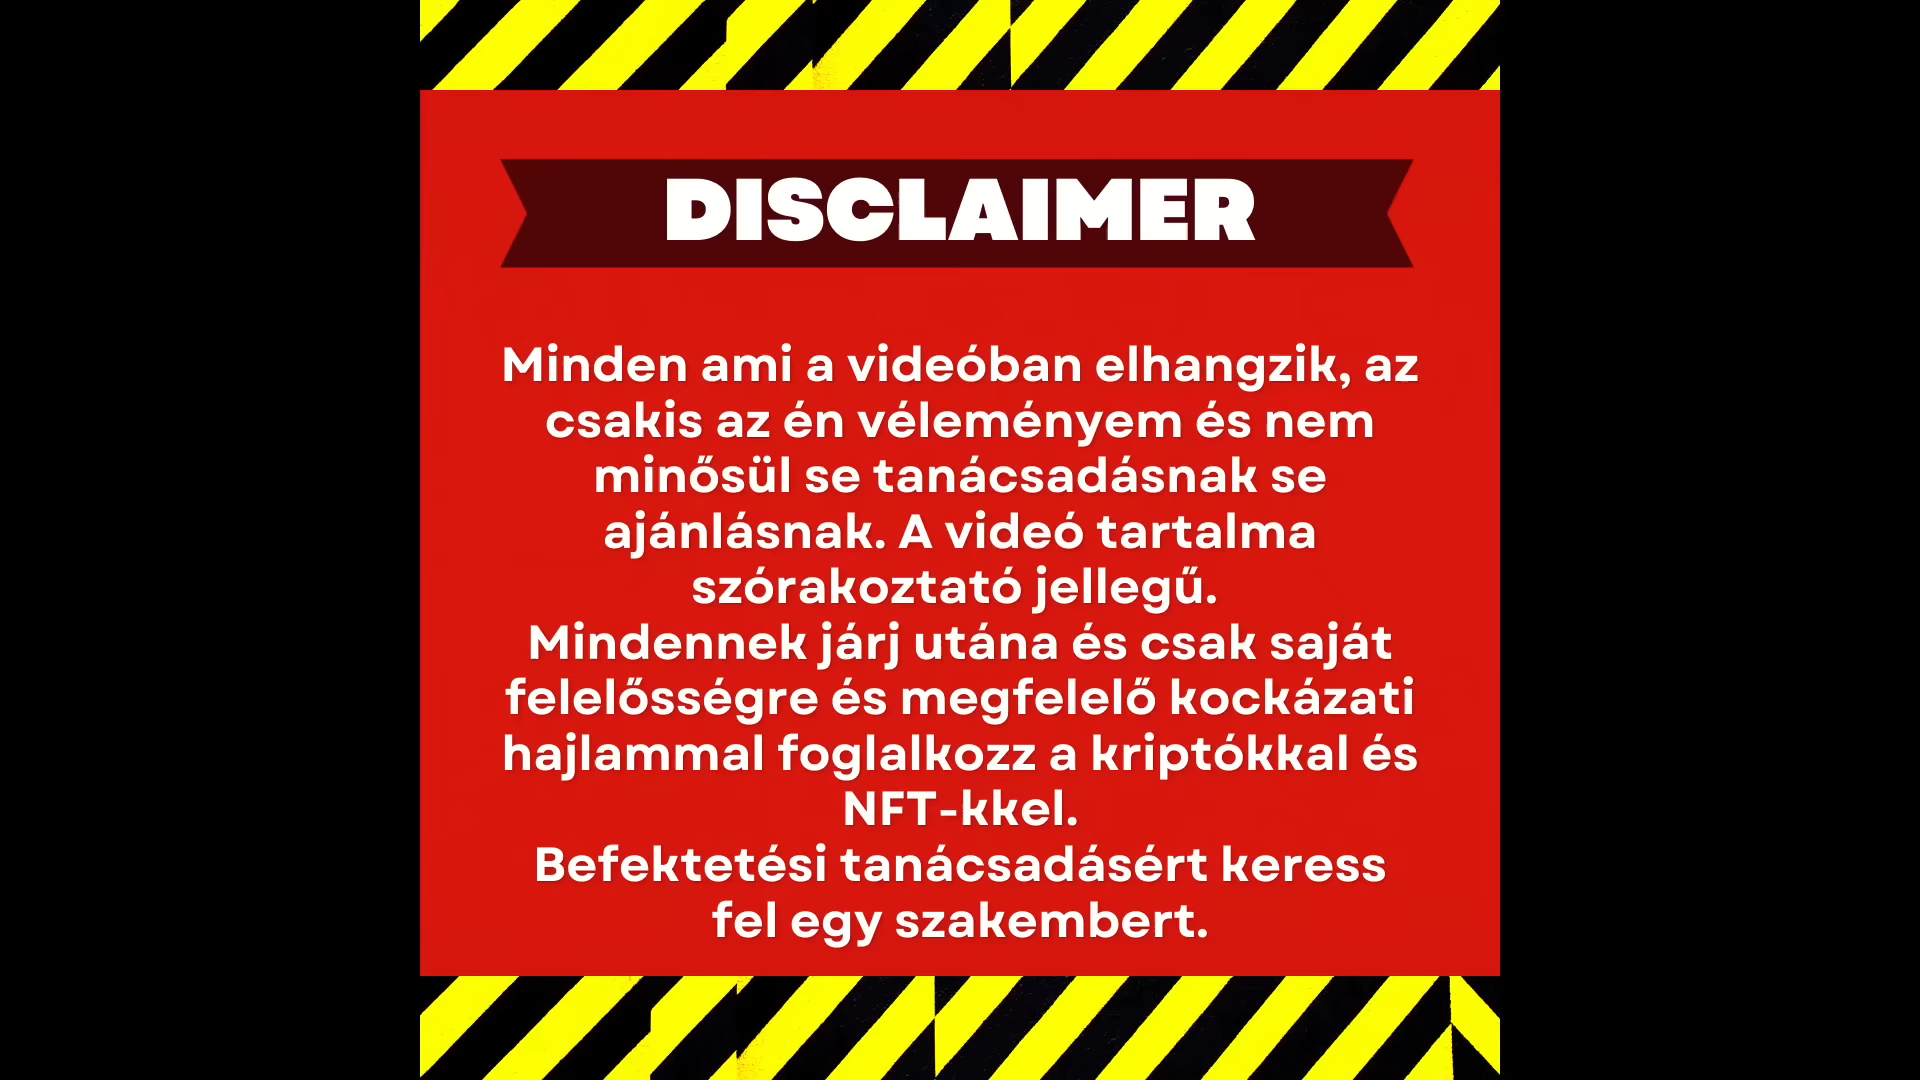 DISCLAIMER
Minden ami a videóban elhangzik, az
csakis az én véleményem és nem
minősül se tanácsadásnak se
ajánlásnak. A videó tartalma
szórakoztató jellegű.
Mindennek járj utána és csak saját
felelősségre és megfelelő kockázati
hajlammal foglalkozz a kriptókkal és
NFT-kkel.
Befektetési tanácsadásért keress
fel egy szakembert.